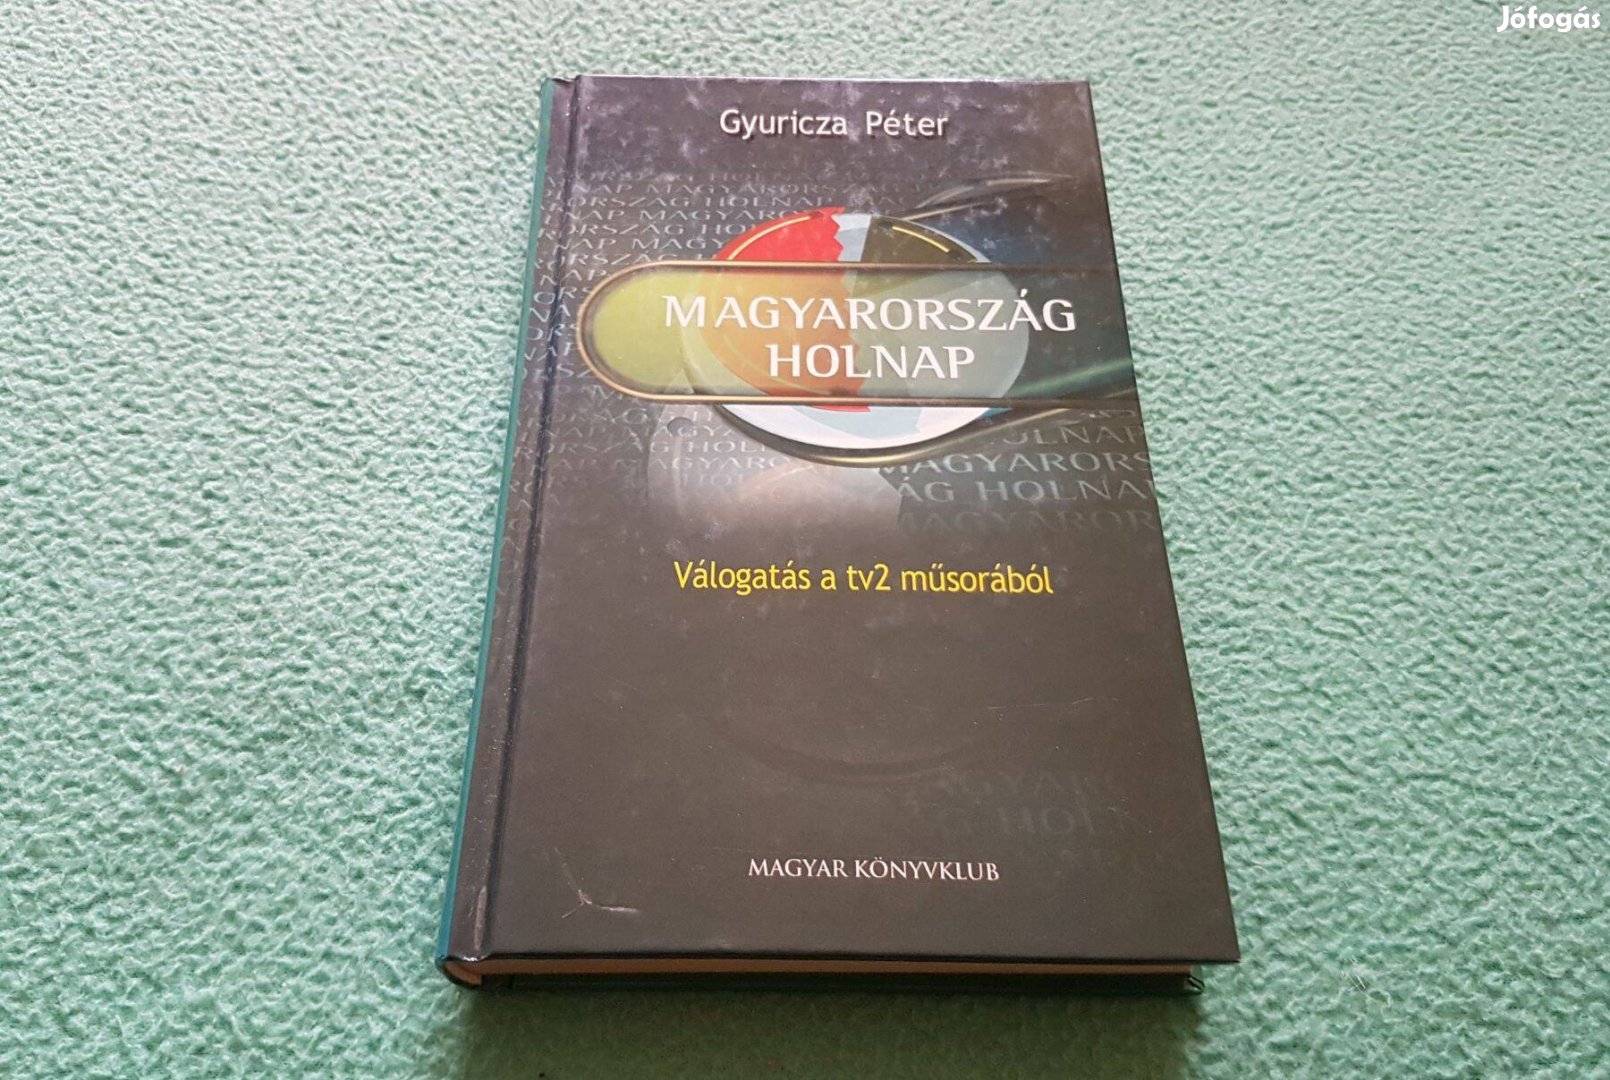 Jófogás
Gyuricza Péter
MAGYARORSZÁG
HOLNAP
Válogatás a tv2 műsorából
MAGYAR KÖNYVKLUB